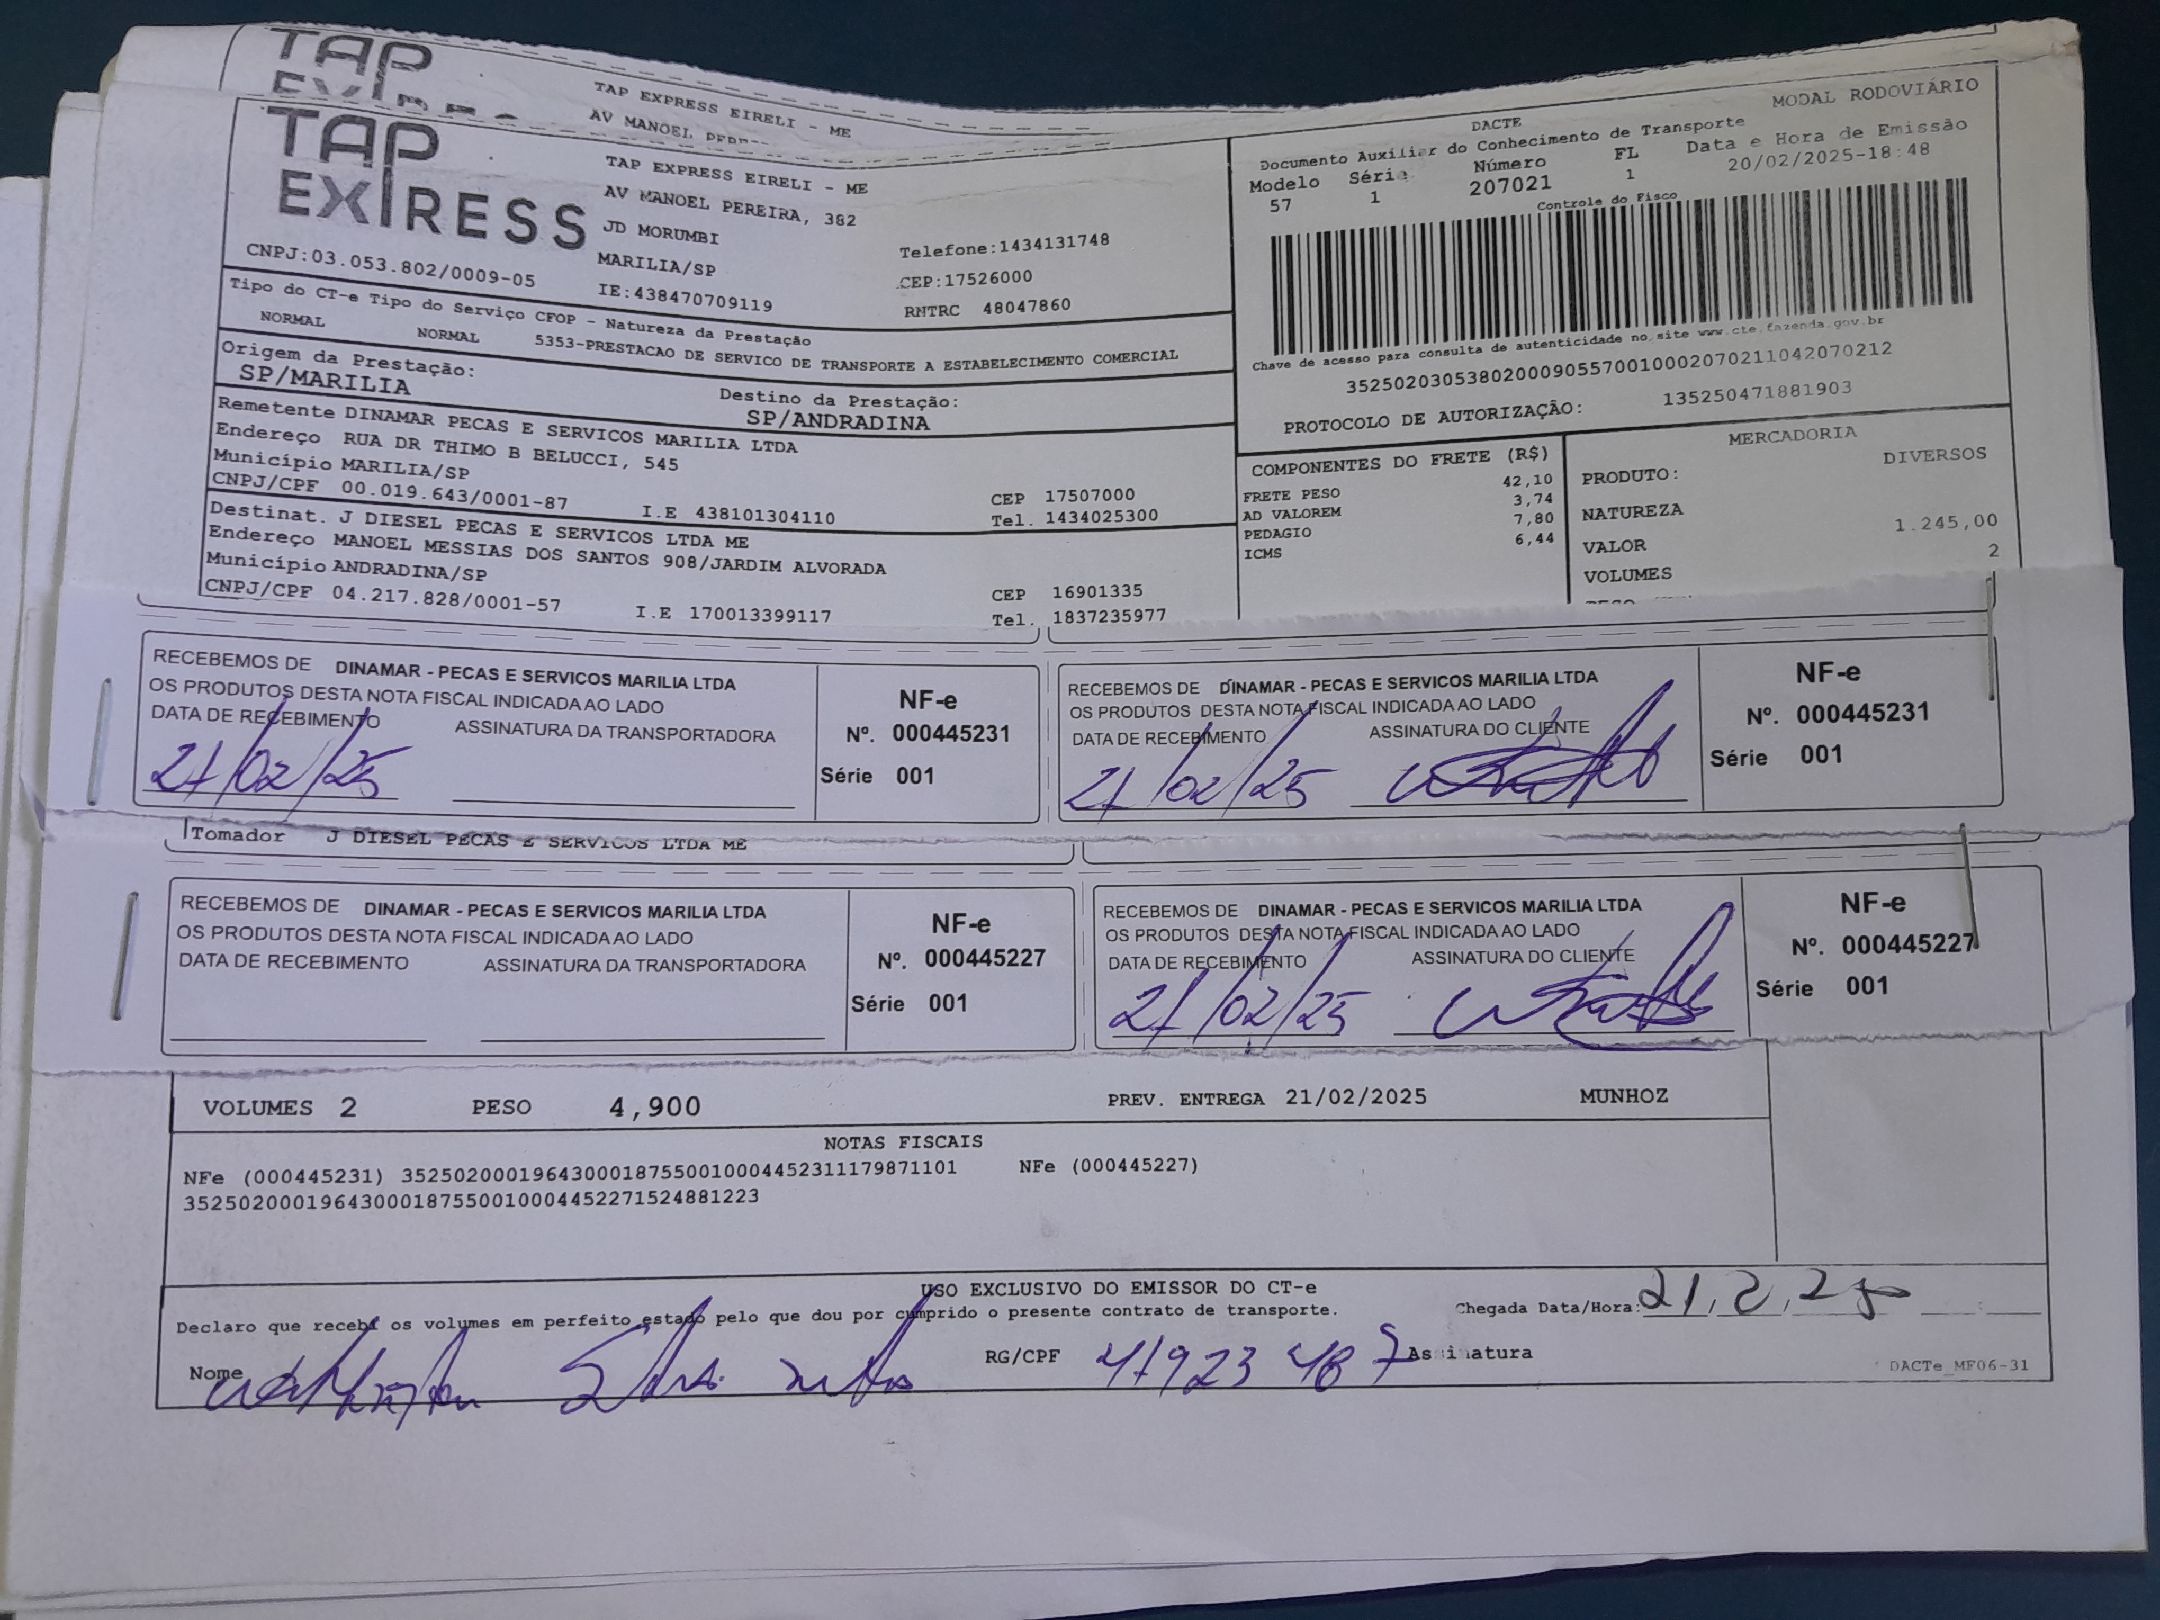 TAP
TAP EXPRESS EIRELI - ME
AV MANOEL
TAP
EXPRESS
TAP EXPRESS EIRELI - ME
AV MANOEL PEREIRA, 382
JD MORUMBI
MARILIA/SP
CNPJ:03.053.802/0009-05
IE:438470709119
Telefone:1434131748
CEP:17526000
RNTRC 48047860
MODAL RODOVIÁRIO
DACTE
Documento Auxiliar do Conhecimento de Transporte
Modelo Série Número FL Data e Hora de Emissão
57 1 207021 1 20/02/2025-18:48
Controle do Fisco
Chave de acesso para consulta de autenticidade no site www.cte.fazenda.gov.br
35250203053802000905570010002070211042070212
PROTOCOLO DE AUTORIZAÇÃO: 135250471881903
Tipo do CT-e Tipo do Serviço CFOP - Natureza da Prestação
NORMAL NORMAL 5353-PRESTACAO DE SERVICO DE TRANSPORTE A ESTABELECIMENTO COMERCIAL
Origem da Prestação: Destino da Prestação:
SP/MARILIA SP/ANDRADINA
Remetente DINAMAR PECAS E SERVICOS MARILIA LTDA
Endereço RUA DR THIMO B BELUCCI, 545
Município MARILIA/SP CEP 17507000
CNPJ/CPF 00.019.643/0001-87 I.E 438101304110 Tel. 1434025300
Destinat. J DIESEL PECAS E SERVICOS LTDA ME
Endereço MANOEL MESSIAS DOS SANTOS 908/JARDIM ALVORADA
Município ANDRADINA/SP CEP 16901335
CNPJ/CPF 04.217.828/0001-57 I.E 170013399117 Tel. 1837235977
COMPONENTES DO FRETE (R$)
FRETE PESO 42,10
AD VALOREM 3,74
PEDAGIO 7,80
ICMS 6,44
MERCADORIA
PRODUTO: DIVERSOS
NATUREZA
VALOR 1.245,00
VOLUMES 2
RECEBEMOS DE DINAMAR - PECAS E SERVICOS MARILIA LTDA
OS PRODUTOS DESTA NOTA FISCAL INDICADA AO LADO
DATA DE RECEBIMENTO ASSINATURA DA TRANSPORTADORA
21/02/25
NF-e
Nº. 000445231
Série 001
RECEBEMOS DE DINAMAR - PECAS E SERVICOS MARILIA LTDA
OS PRODUTOS DESTA NOTA FISCAL INDICADA AO LADO
DATA DE RECEBIMENTO ASSINATURA DO CLIENTE
21/02/25
NF-e
Nº. 000445231
Série 001
Tomador J DIESEL PECAS E SERVICOS LTDA ME
RECEBEMOS DE DINAMAR - PECAS E SERVICOS MARILIA LTDA
OS PRODUTOS DESTA NOTA FISCAL INDICADA AO LADO
DATA DE RECEBIMENTO ASSINATURA DA TRANSPORTADORA
NF-e
Nº. 000445227
Série 001
RECEBEMOS DE DINAMAR - PECAS E SERVICOS MARILIA LTDA
OS PRODUTOS DESTA NOTA FISCAL INDICADA AO LADO
DATA DE RECEBIMENTO ASSINATURA DO CLIENTE
21/02/25
NF-e
Nº. 000445227
Série 001
VOLUMES 2 PESO 4,900 PREV. ENTREGA 21/02/2025 MUNHOZ
NOTAS FISCAIS
NFe (000445231) 35250200019643000187550010004452311179871101 NFe (000445227)
35250200019643000187550010004452271524881223
USO EXCLUSIVO DO EMISSOR DO CT-e
Declaro que recebi os volumes em perfeito estado pelo que dou por cumprido o presente contrato de transporte. Chegada Data/Hora: 21,2,25
Nome RG/CPF 41923 487 Assinatura
DACTe_MF06-31